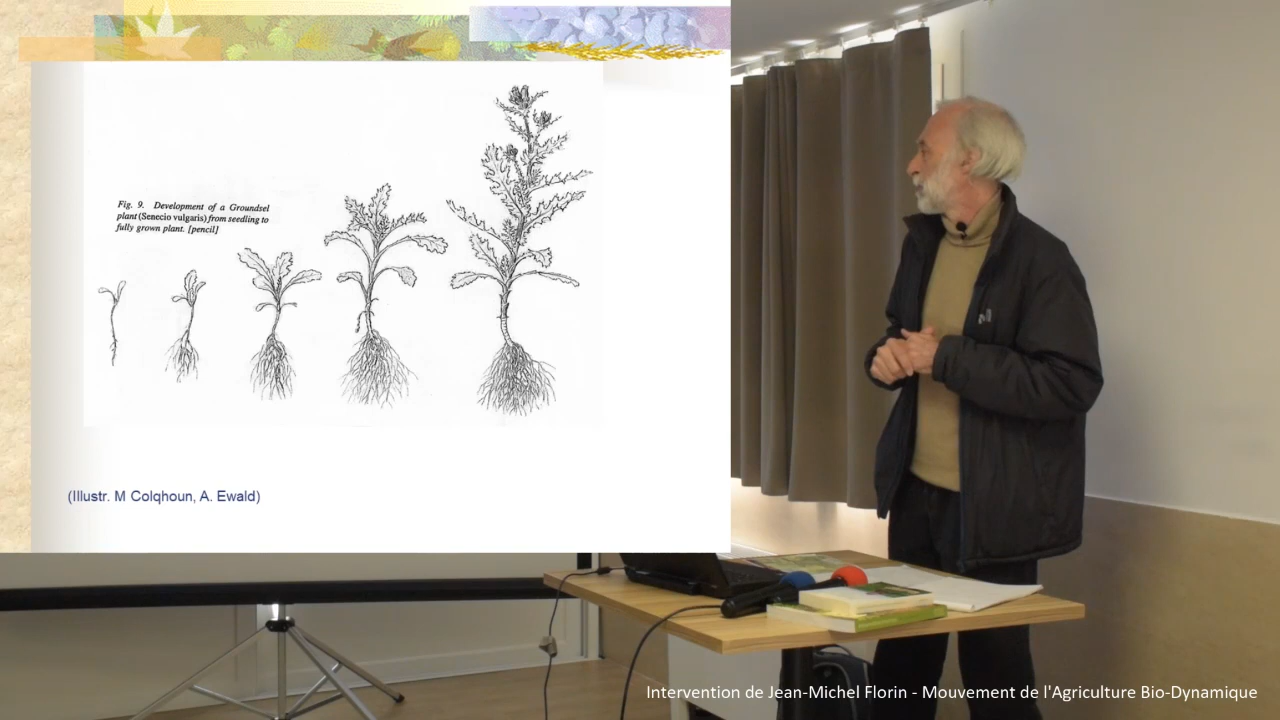 Fig. 9. Development of a Groundsel
plant (Senecio vulgaris) from seedling to
fully grown plant. [pencil]
(Illustr. M Colqhoun, A. Ewald)
Intervention de Jean-Michel Florin - Mouvement de l'Agriculture Bio-Dynamique